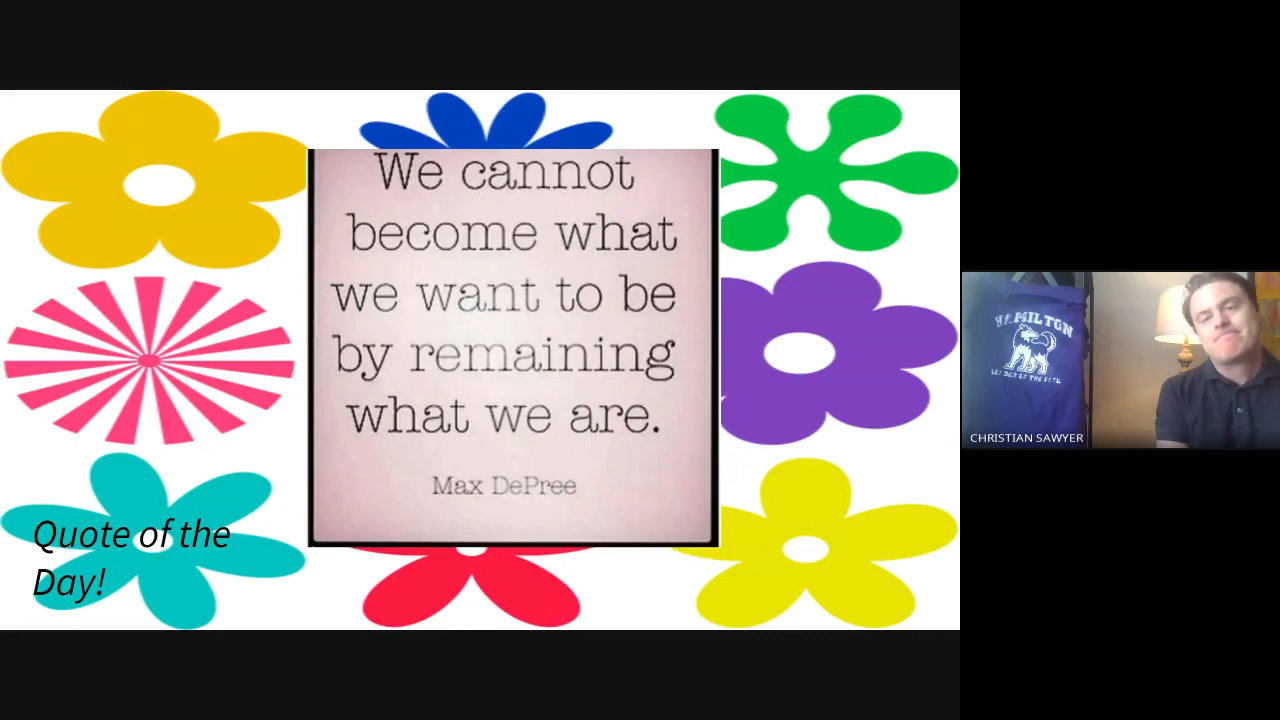 We cannot
become what
we want to be
by remaining
what we are.
Max DePree
Quote of the
Day!
HAMILTON
CHRISTIAN SAWYER